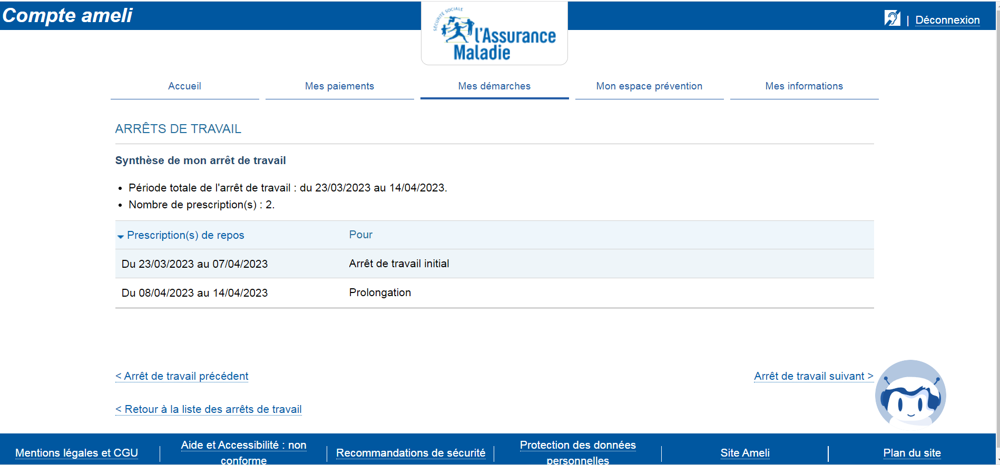 Compte ameli
SÉCURITÉ SOCIALE
l'Assurance
Maladie
| Déconnexion
Accueil
Mes paiements
Mes démarches
Mon espace prévention
Mes informations
ARRÊTS DE TRAVAIL
Synthèse de mon arrêt de travail
• Période totale de l'arrêt de travail : du 23/03/2023 au 14/04/2023.
• Nombre de prescription(s) : 2.
Prescription(s) de repos
Pour
Du 23/03/2023 au 07/04/2023
Arrêt de travail initial
Du 08/04/2023 au 14/04/2023
Prolongation
< Arrêt de travail précédent
Arrêt de travail suivant >
< Retour à la liste des arrêts de travail
Mentions légales et CGU
Aide et Accessibilité : non
conforme
Recommandations de sécurité
Protection des données
personnelles
Site Ameli
Plan du site